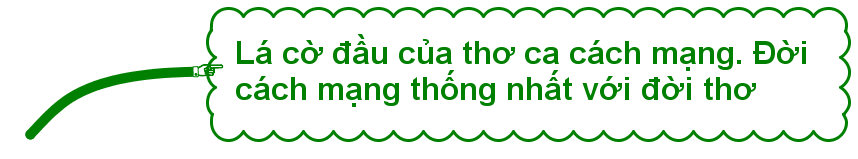 Lá cờ đầu của thơ ca cách mạng. Đời
cách mạng thống nhất với đời thơ